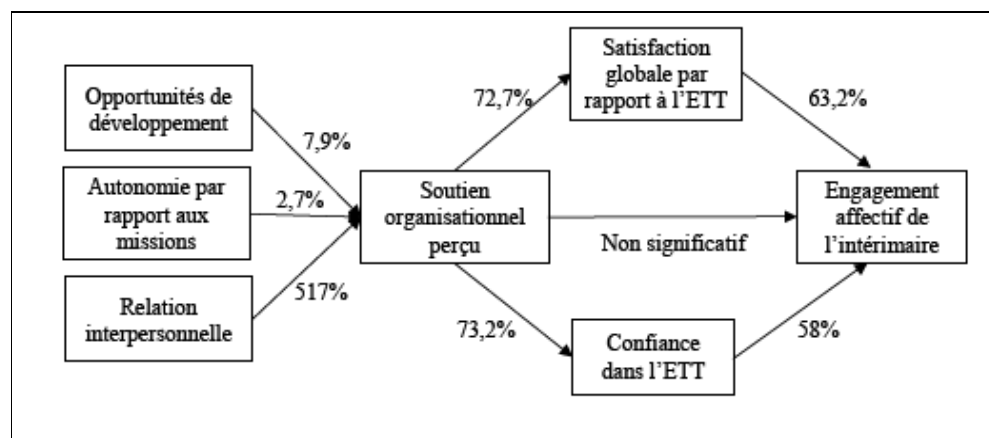 Opportunités de
développement
7,9%
Autonomie par
rapport aux
missions
2,7%
Relation
interpersonnelle
517%
Soutien
organisationnel
perçu
72,7%
Satisfaction
globale par
rapport à l'ETT
63,2%
Non significatif
73,2%
Confiance
dans l'ETT
58%
Engagement
affectif de
l'intérimaire